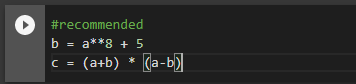 #recommended
b = a**8 + 5
c = (a+b) * (a-b)